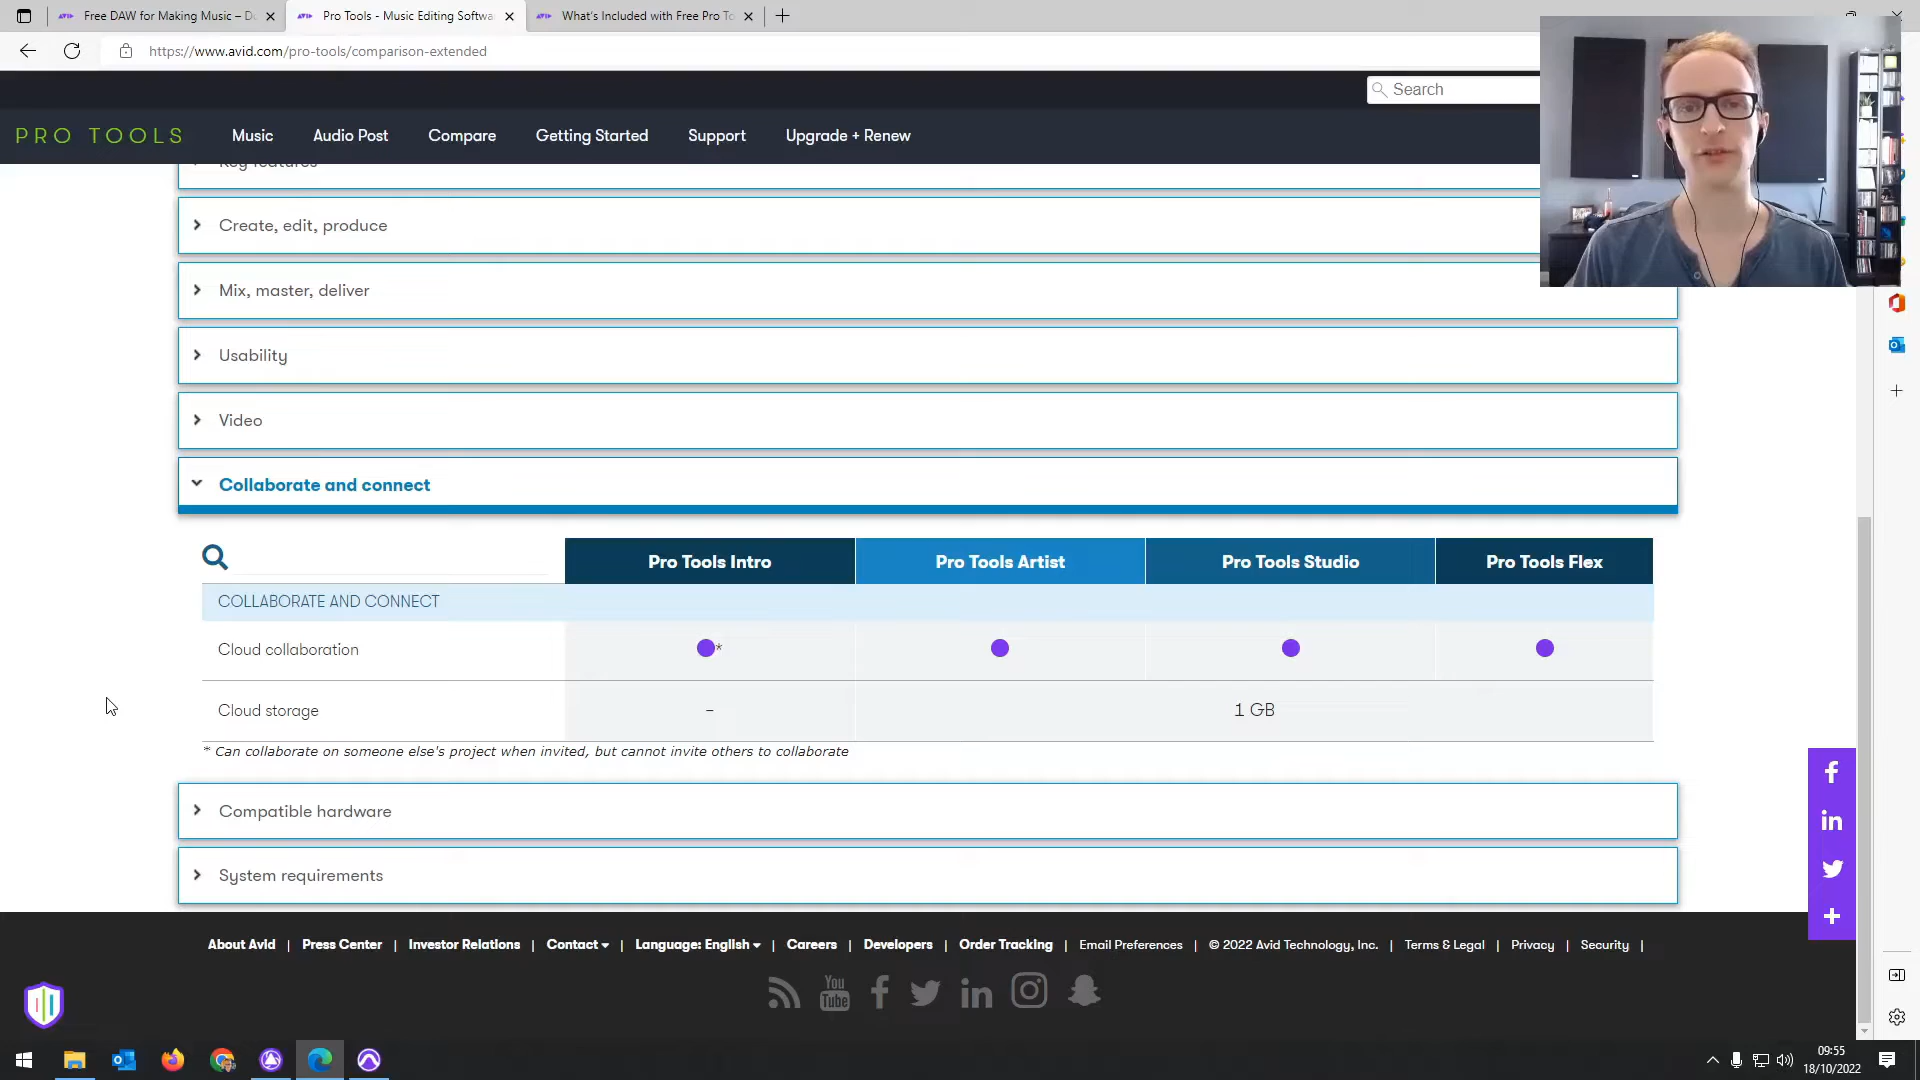 Free DAW for Making Music – Do
Pro Tools - Music Editing Softwa
What's Included with Free Pro To
https://www.avid.com/pro-tools/comparison-extended
Search
PRO TOOLS
Music
Audio Post
Compare
Getting Started
Support
Upgrade + Renew
Key features
Create, edit, produce
Mix, master, deliver
Usability
Video
Collaborate and connect
Pro Tools Intro
Pro Tools Artist
Pro Tools Studio
Pro Tools Flex
COLLABORATE AND CONNECT
Cloud collaboration *
Cloud storage – 1 GB
* Can collaborate on someone else's project when invited, but cannot invite others to collaborate
Compatible hardware
System requirements
About Avid | Press Center | Investor Relations | Contact | Language: English | Careers | Developers | Order Tracking | Email Preferences | © 2022 Avid Technology, Inc. | Terms & Legal | Privacy | Security |
You Tube
09:55
18/10/2022